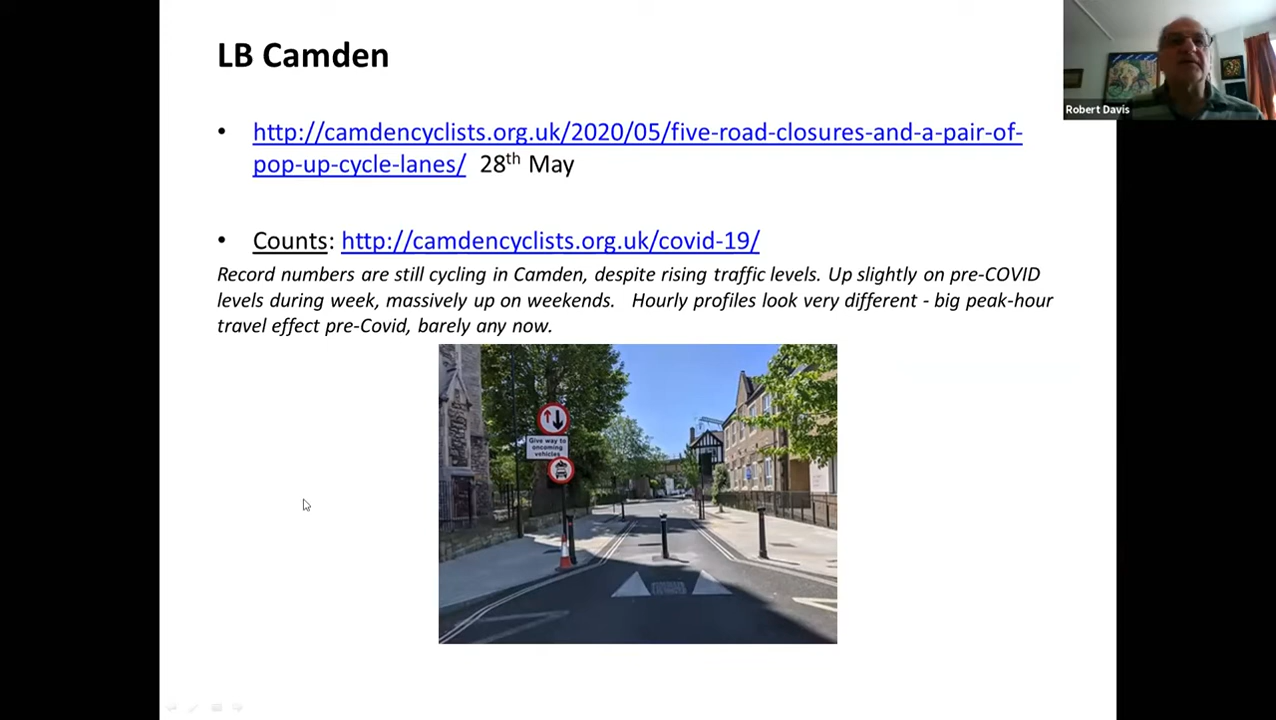 LB Camden
Robert Davis
• http://camdencyclists.org.uk/2020/05/five-road-closures-and-a-pair-of-
pop-up-cycle-lanes/ 28th May
• Counts: http://camdencyclists.org.uk/covid-19/
Record numbers are still cycling in Camden, despite rising traffic levels. Up slightly on pre-COVID
levels during week, massively up on weekends. Hourly profiles look very different - big peak-hour
travel effect pre-Covid, barely any now.
Give way to
oncoming
vehicles